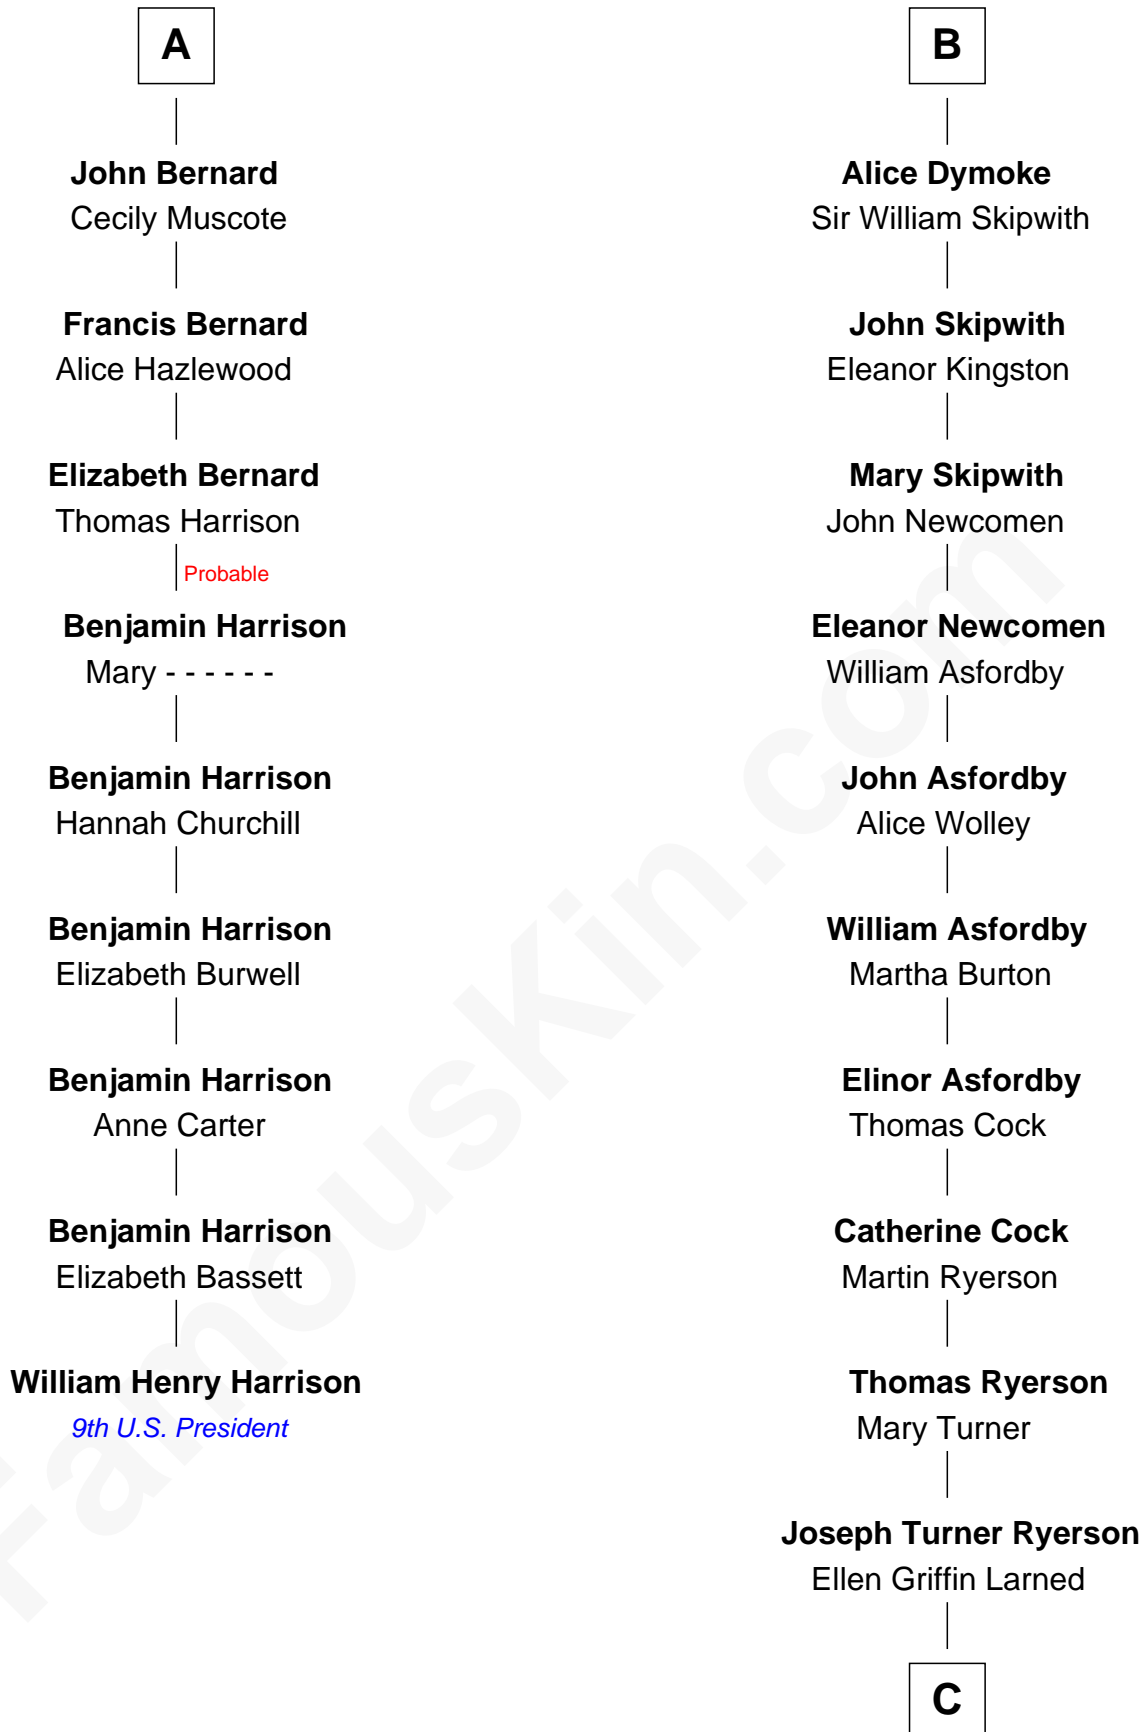 A
John Bernard
Cecily Muscote
Francis Bernard
Alice Hazlewood
Elizabeth Bernard
Thomas Harrison
Probable
Benjamin Harrison
Mary - - - - - -
Benjamin Harrison
Hannah Churchill
Benjamin Harrison
Elizabeth Burwell
Benjamin Harrison
Anne Carter
Benjamin Harrison
Elizabeth Bassett
William Henry Harrison
9th U.S. President
B
Alice Dymoke
Sir William Skipwith
John Skipwith
Eleanor Kingston
Mary Skipwith
John Newcomen
Eleanor Newcomen
William Asfordby
John Asfordby
Alice Wolley
William Asfordby
Martha Burton
Elinor Asfordby
Thomas Cock
Catherine Cock
Martin Ryerson
Thomas Ryerson
Mary Turner
Joseph Turner Ryerson
Ellen Griffin Larned
C
FamousKin.com